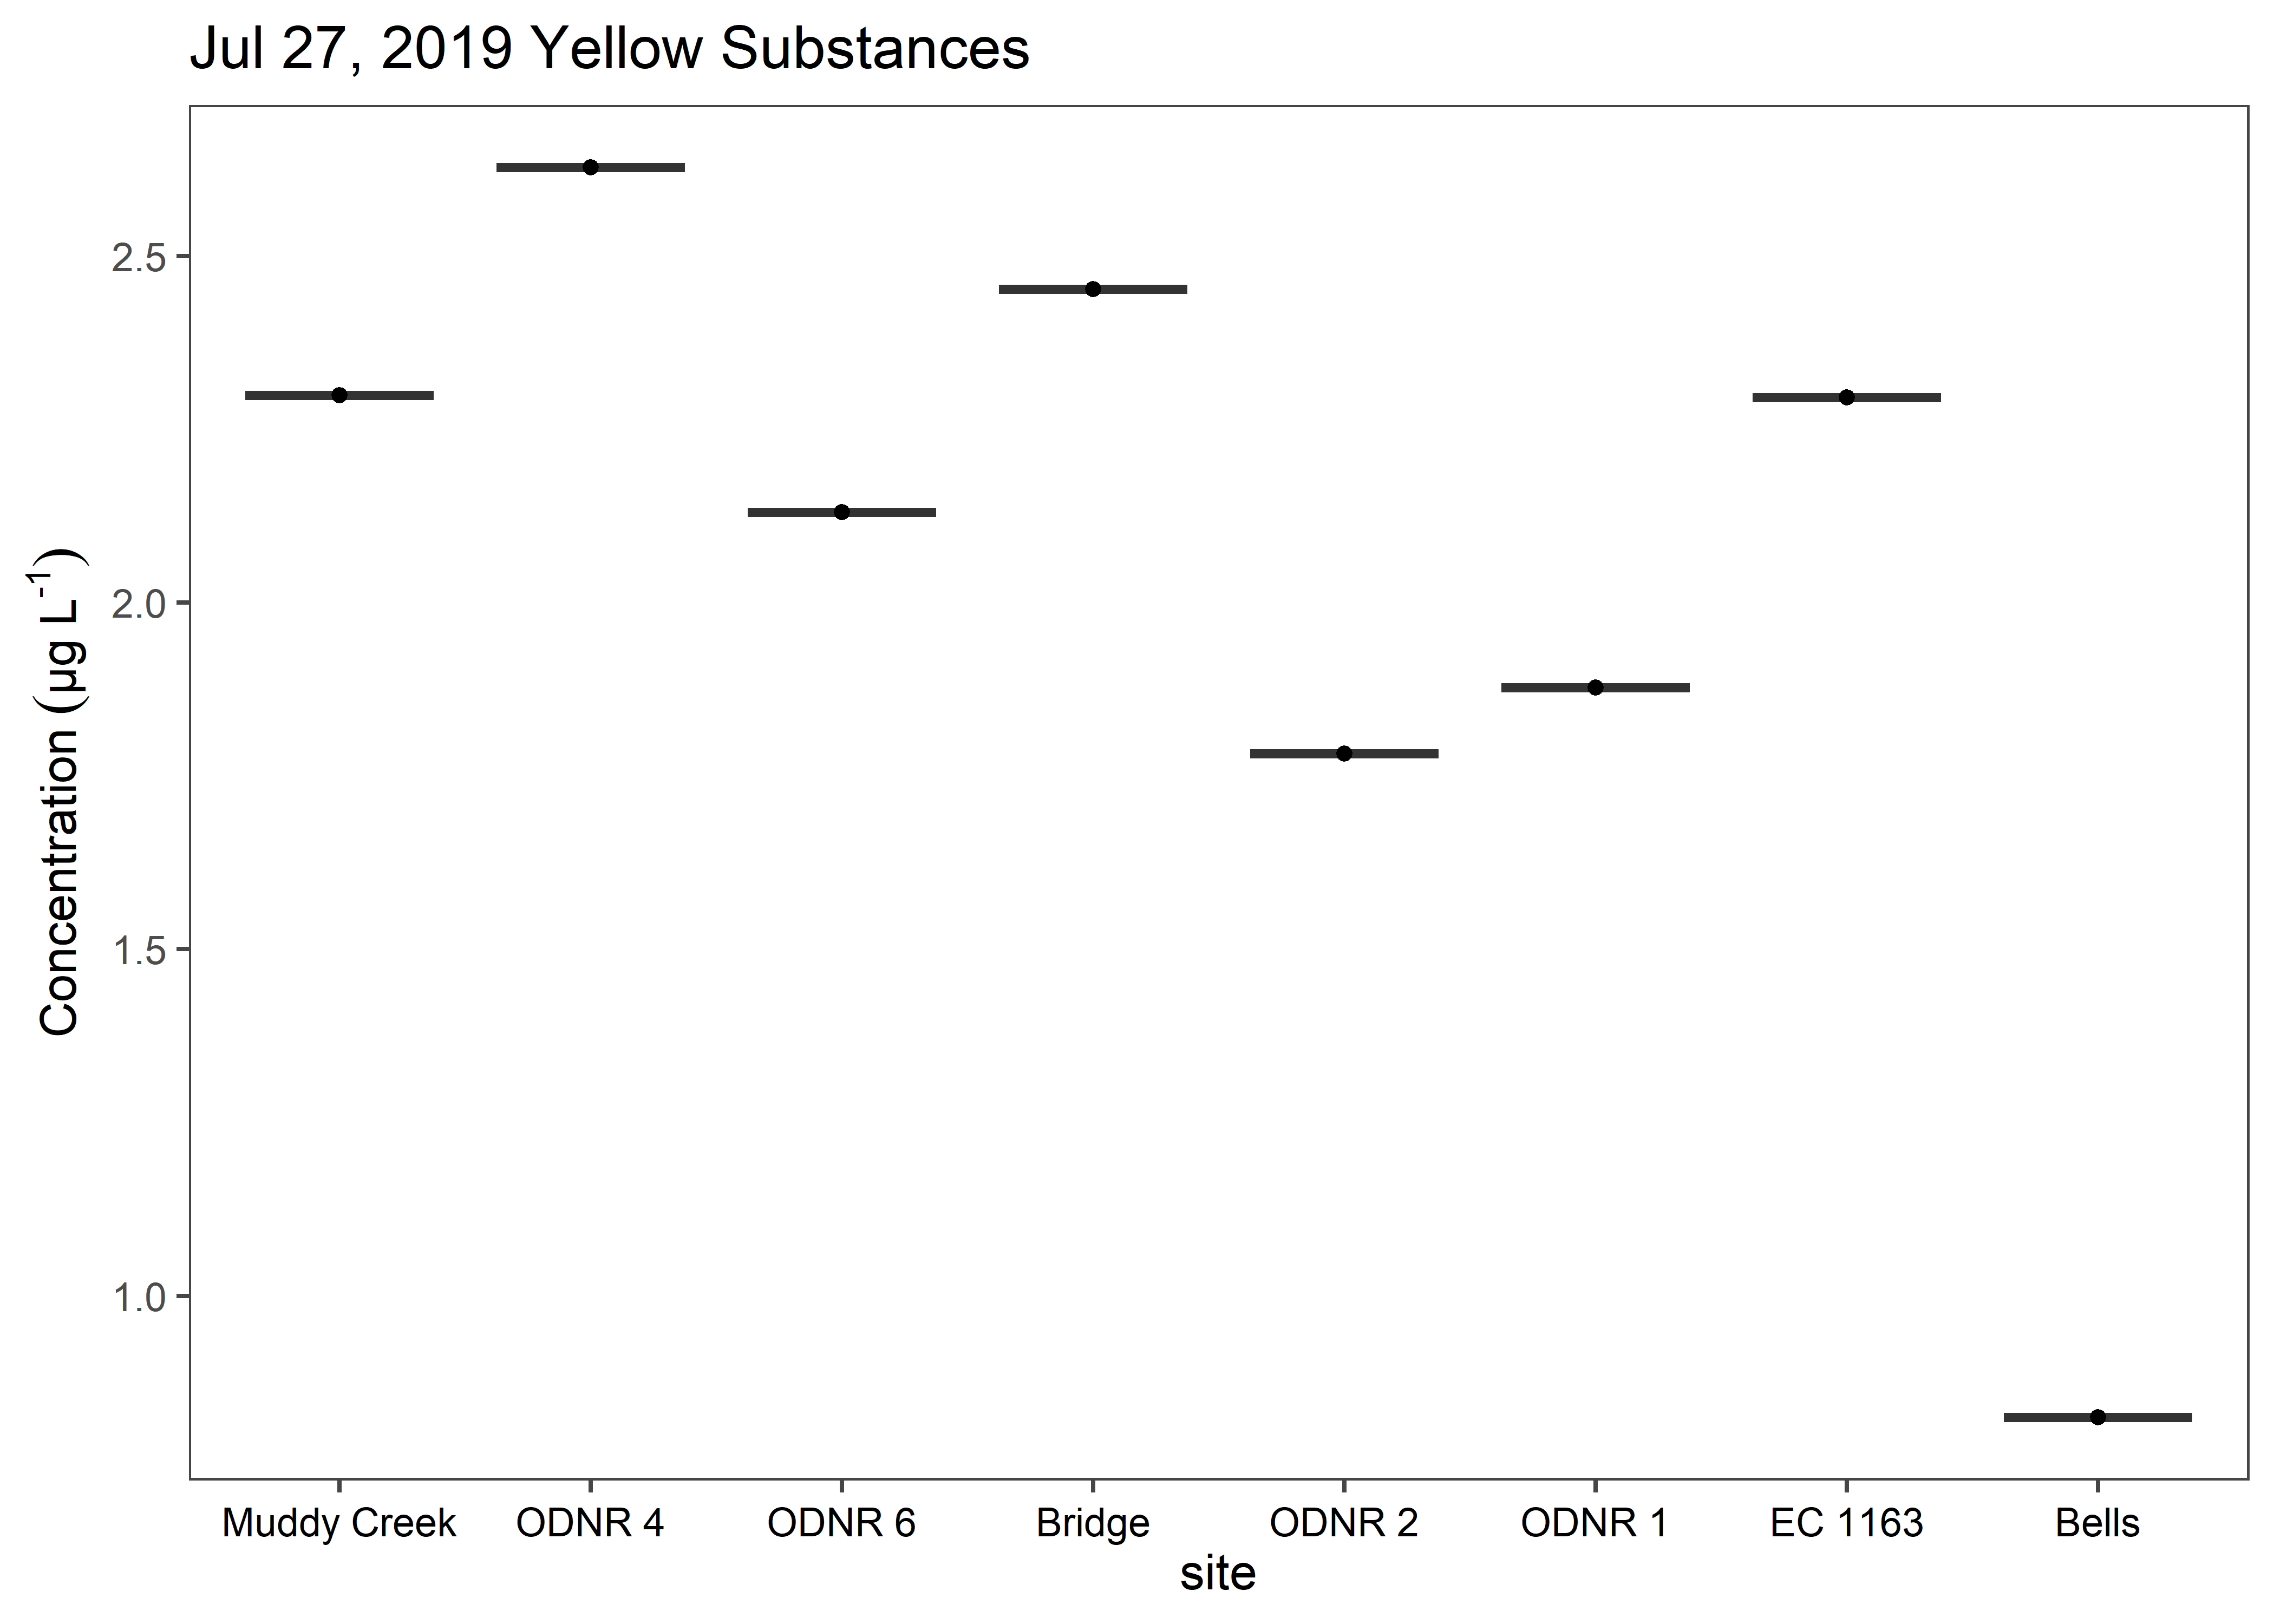 Jul 27, 2019 Yellow Substances
Concentration (µg L⁻¹)
2.5
2.0
1.5
1.0
Muddy Creek ODNR 4 ODNR 6 Bridge ODNR 2 ODNR 1 EC 1163 Bells
site